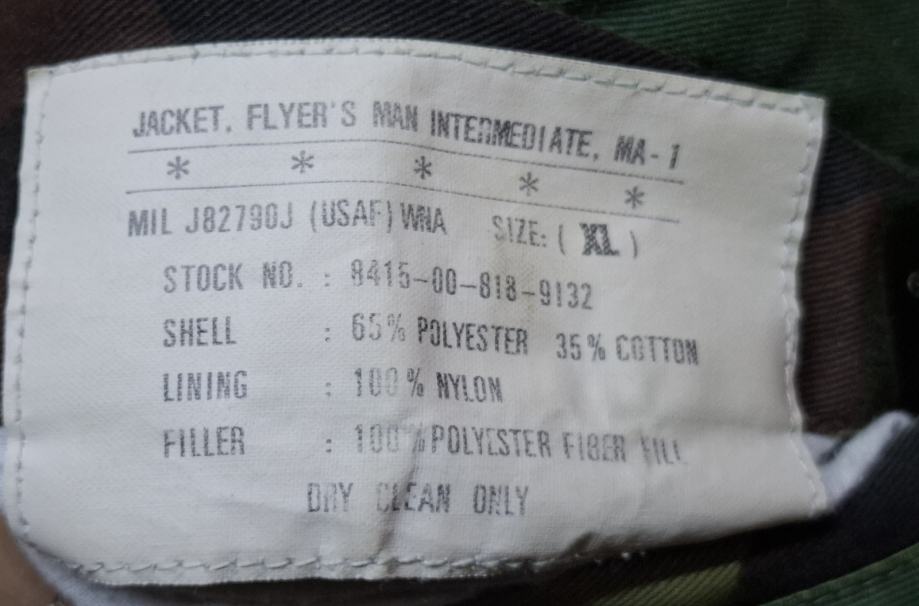 JACKET, FLYER'S MAN INTERMEDIATE, MA-1
* * * * *
MIL J82790J (USAF) WNA SIZE: ( XL )
STOCK NO. : 8415-00-818-9132
SHELL : 65% POLYESTER 35% COTTON
LINING : 100% NYLON
FILLER : 100% POLYESTER FIBER FILL
DRY CLEAN ONLY